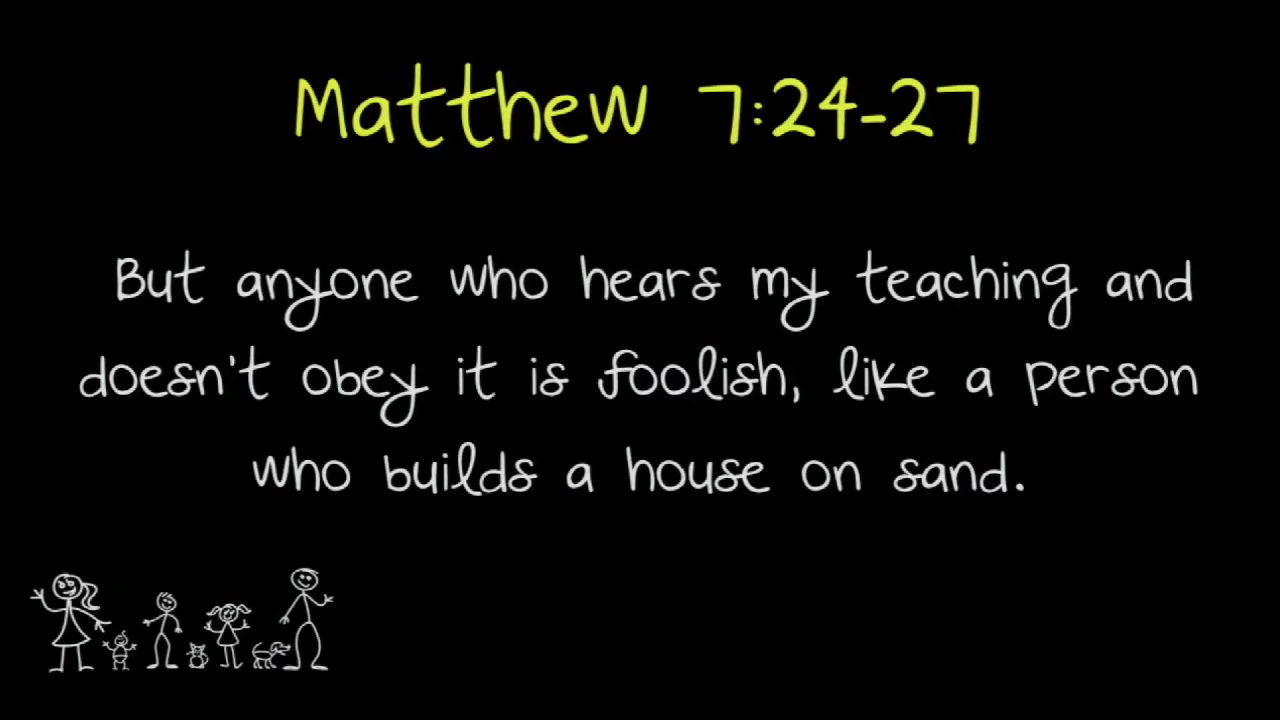 Matthew 7:24-27
But anyone who hears my teaching and
doesn't obey it is foolish, like a person
who builds a house on sand.